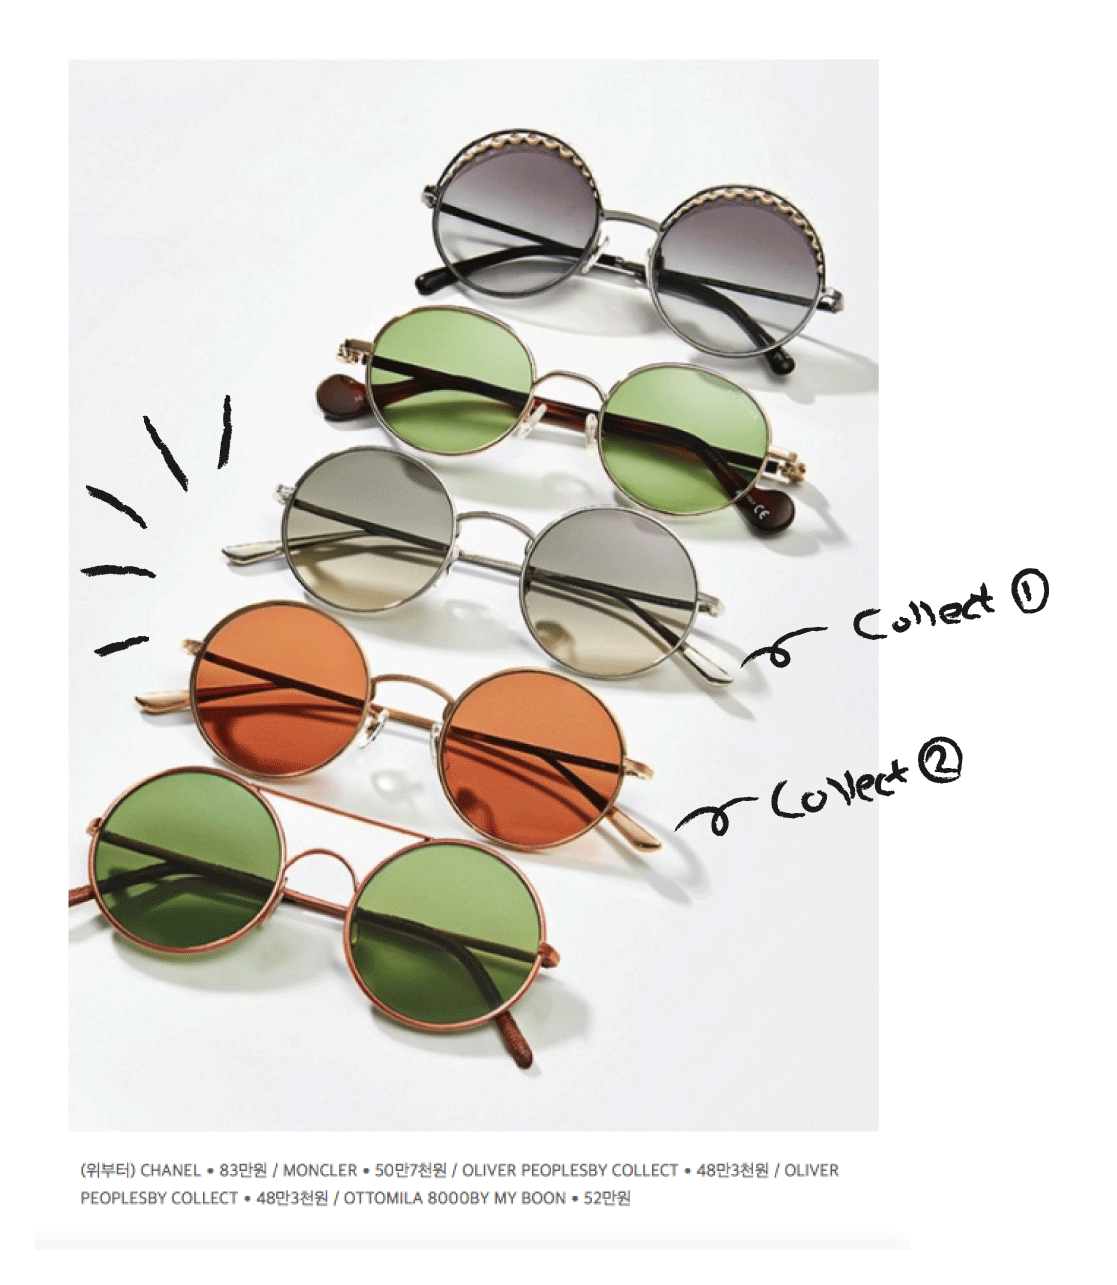 CE
Collect ①
Collect ②
(위부터) CHANEL • 83만원 / MONCLER • 50만7천원 / OLIVER PEOPLESBY COLLECT • 48만3천원 / OLIVER
PEOPLESBY COLLECT • 48만3천원 / OTTOMILA 8000BY MY BOON • 52만원